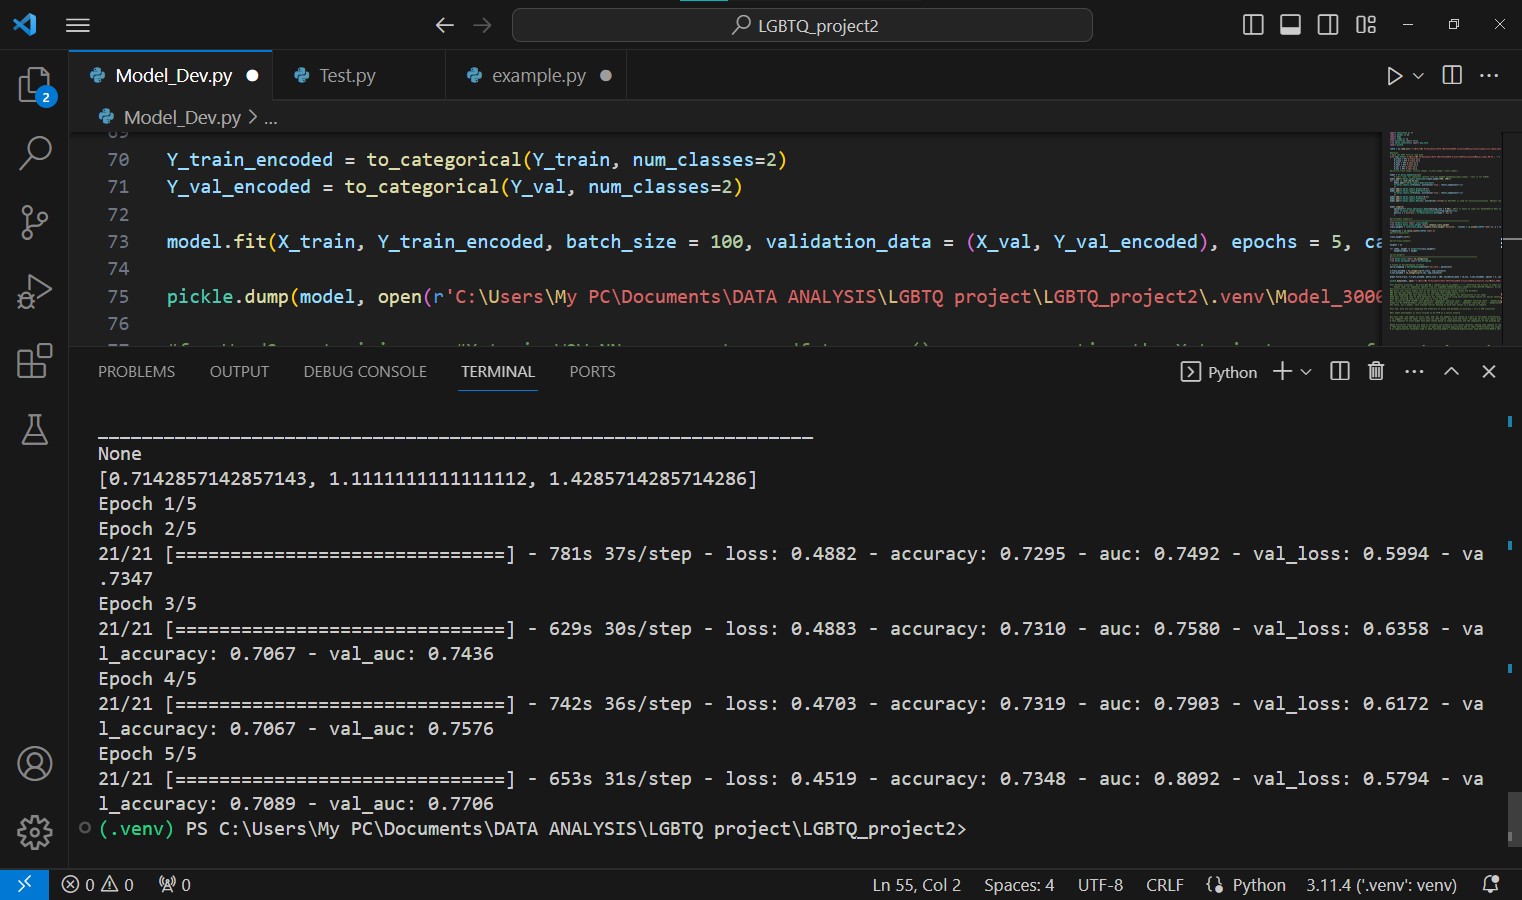 LGBTQ_project2
Model_Dev.py
Test.py
example.py
2
Model_Dev.py > ...
69
70 Y_train_encoded = to_categorical(Y_train, num_classes=2)
71 Y_val_encoded = to_categorical(Y_val, num_classes=2)
72
73 model.fit(X_train, Y_train_encoded, batch_size = 100, validation_data = (X_val, Y_val_encoded), epochs = 5, ca
74
75 pickle.dump(model, open(r'C:\Users\My PC\Documents\DATA ANALYSIS\LGBTQ project\LGBTQ_project2\.venv\Model_3000
76
PROBLEMS OUTPUT DEBUG CONSOLE TERMINAL PORTS
Python
None
[0.7142857142857143, 1.1111111111111112, 1.4285714285714286]
Epoch 1/5
Epoch 2/5
21/21 [==============================] - 781s 37s/step - loss: 0.4882 - accuracy: 0.7295 - auc: 0.7492 - val_loss: 0.5994 - va
.7347
Epoch 3/5
21/21 [==============================] - 629s 30s/step - loss: 0.4883 - accuracy: 0.7310 - auc: 0.7580 - val_loss: 0.6358 - va
l_accuracy: 0.7067 - val_auc: 0.7436
Epoch 4/5
21/21 [==============================] - 742s 36s/step - loss: 0.4703 - accuracy: 0.7319 - auc: 0.7903 - val_loss: 0.6172 - va
l_accuracy: 0.7067 - val_auc: 0.7576
Epoch 5/5
21/21 [==============================] - 653s 31s/step - loss: 0.4519 - accuracy: 0.7348 - auc: 0.8092 - val_loss: 0.5794 - va
l_accuracy: 0.7089 - val_auc: 0.7706
(.venv) PS C:\Users\My PC\Documents\DATA ANALYSIS\LGBTQ project\LGBTQ_project2>
0 0 0 Ln 55, Col 2 Spaces: 4 UTF-8 CRLF {} Python 3.11.4 ('.venv': venv)